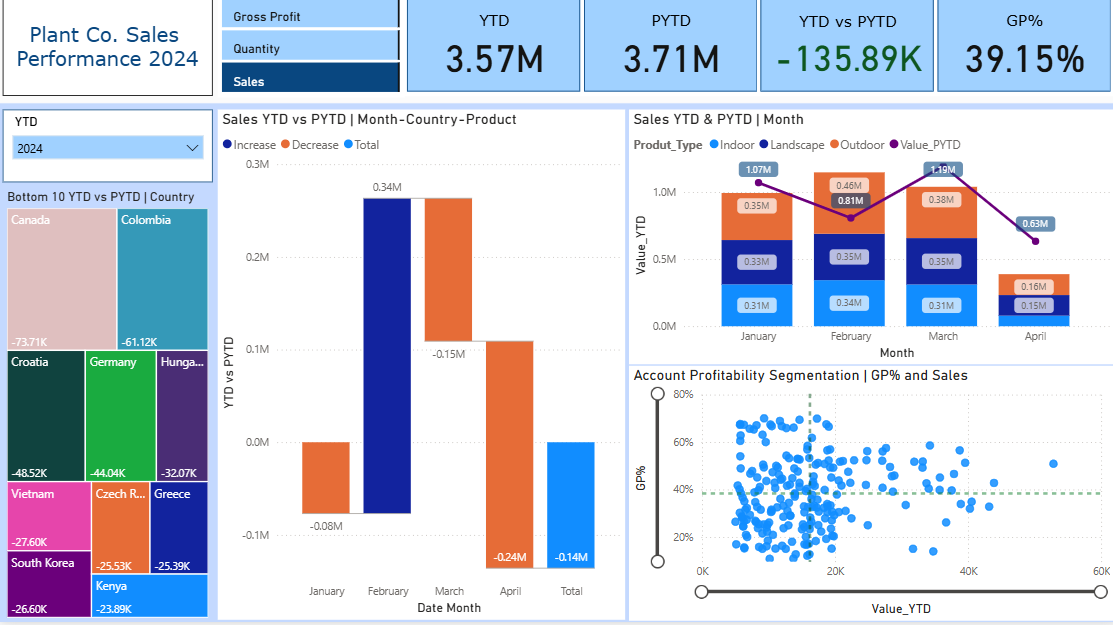 Plant Co. Sales
Performance 2024
Gross Profit
Quantity
Sales
YTD
3.57M
PYTD
3.71M
YTD vs PYTD
-135.89K
GP%
39.15%
YTD
2024
Bottom 10 YTD vs PYTD | Country
Canada
-73.71K
Colombia
-61.12K
Croatia
-48.52K
Germany
-44.04K
Hunga...
-32.07K
Vietnam
-27.60K
South Korea
-26.60K
Czech R...
-25.53K
Greece
-25.39K
Kenya
-23.89K
Sales YTD vs PYTD | Month-Country-Product
Increase Decrease Total
YTD vs PYTD
0.3M
0.2M
0.1M
0.0M
-0.1M
-0.08M
0.34M
-0.15M
-0.24M
-0.14M
January February March April Total
Date Month
Sales YTD & PYTD | Month
Produt_Type Indoor Landscape Outdoor Value_PYTD
Value_YTD
1.0M
0.5M
0.0M
1.07M
0.35M
0.33M
0.31M
0.46M
0.81M
0.35M
0.34M
1.19M
0.38M
0.35M
0.31M
0.63M
0.16M
0.15M
January February March April
Month
Account Profitability Segmentation | GP% and Sales
GP%
80%
60%
40%
20%
0K 20K 40K 60K
Value_YTD